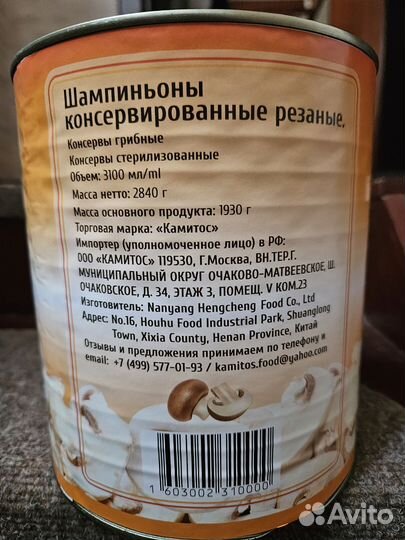 Шампиньоны
консервированные резаные.
Консервы грибные
Консервы стерилизованные
Объем: 3100 мл/ml
Масса нетто: 2840 г
Масса основного продукта: 1930 г
Торговая марка: «Камитос»
Импортер (уполномоченное лицо) в РФ:
ООО «КАМИТОС» 119530, Г.МОСКВА, ВН.ТЕР.Г.
МУНИЦИПАЛЬНЫЙ ОКРУГ ОЧАКОВО-МАТВЕЕВСКОЕ, Ш.
ОЧАКОВСКОЕ, Д. 34, ЭТАЖ 3, ПОМЕЩ. V КОМ.23
Изготовитель: Nanyang Hengcheng Food Co., Ltd
Адрес: No.16, Houhu Food Industrial Park, Shuanglong
Town, Xixia County, Henan Province, Китай
Отзывы и предложения принимаем по телефону и
email: +7 (499) 577-01-93 / kamitos.food@yahoo.com
1 603002 310000
Avito